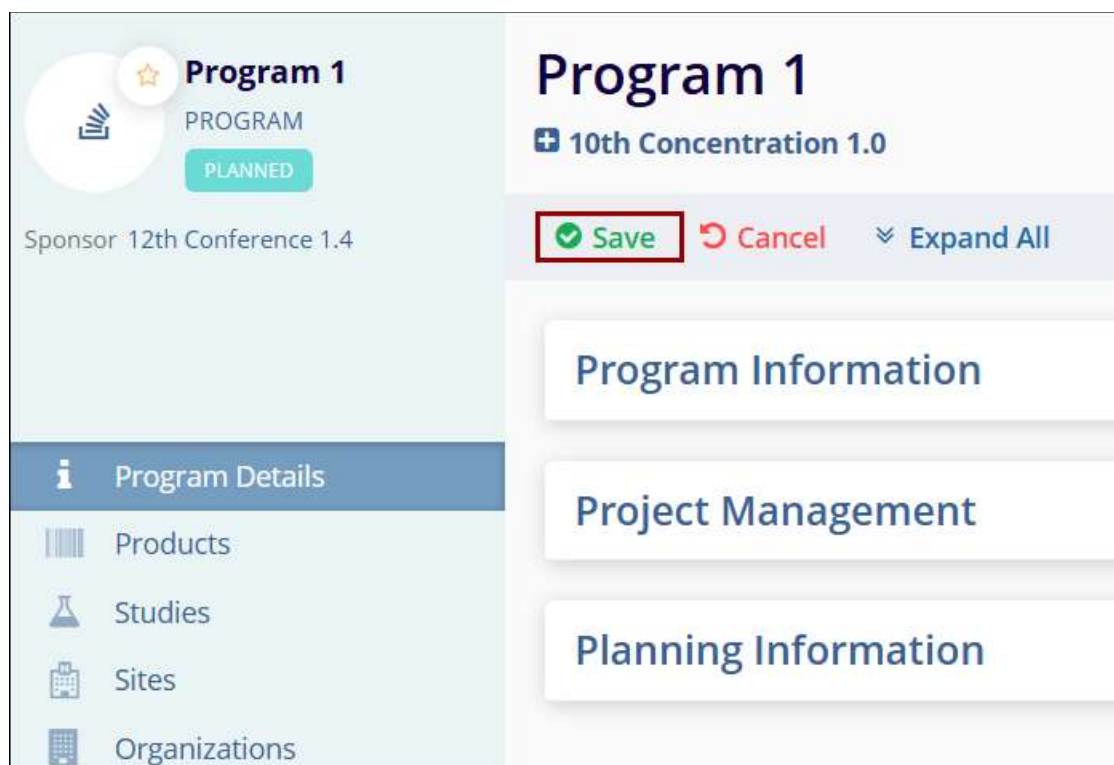 Program 1
PROGRAM
PLANNED
Sponsor 12th Conference 1.4
Program Details
Products
Studies
Sites
Organizations
Program 1
10th Concentration 1.0
Save Cancel Expand All
Program Information
Project Management
Planning Information